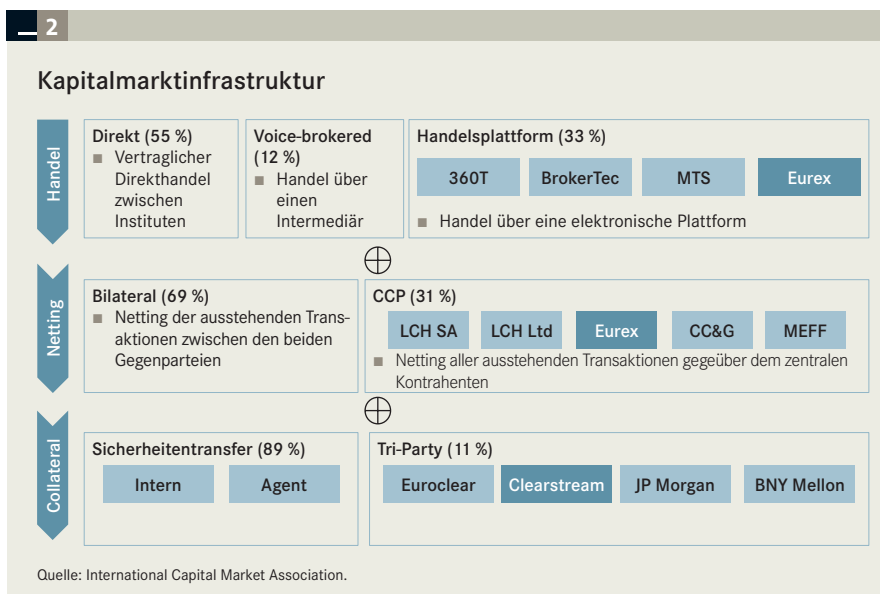 2
Kapitalmarktinfrastruktur
Handel
Direkt (55 %)
■ Vertraglicher
Direkthandel
zwischen
Instituten
Voice-brokered
(12 %)
■ Handel über
einen
Intermediär
Handelsplattform (33 %)
360T
BrokerTec
MTS
Eurex
■ Handel über eine elektronische Plattform
Netting
Bilateral (69 %)
■ Netting der ausstehenden Trans-
aktionen zwischen den beiden
Gegenparteien
CCP (31 %)
LCH SA
LCH Ltd
Eurex
CC&G
MEFF
■ Netting aller ausstehenden Transaktionen gegeüber dem zentralen
Kontrahenten
Collateral
Sicherheitentransfer (89 %)
Intern
Agent
Tri-Party (11 %)
Euroclear
Clearstream
JP Morgan
BNY Mellon
Quelle: International Capital Market Association.